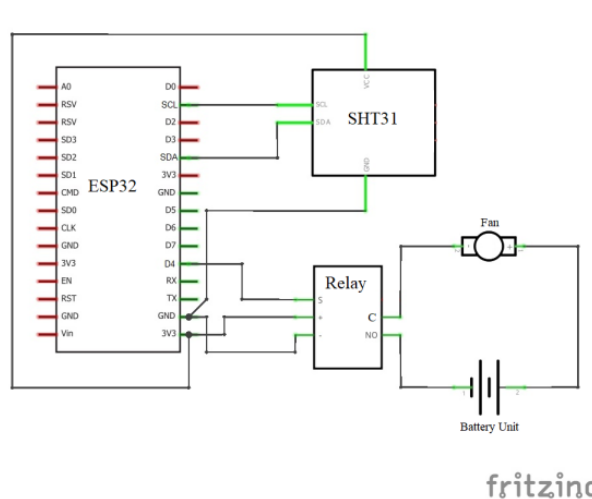 VCC
A0
RSV
RSV
SD3
SD2
SD1
CMD
SD0
CLK
GND
3V3
EN
RST
GND
Vin
ESP32
D0
SCL
D2
D3
SDA
3V3
GND
D5
D6
D7
D4
RX
TX
GND
3V3
SCL
SDA
SHT31
GND
Relay
S
+
-
C
NO
Fan
- +
1 2
Battery Unit
fritzing